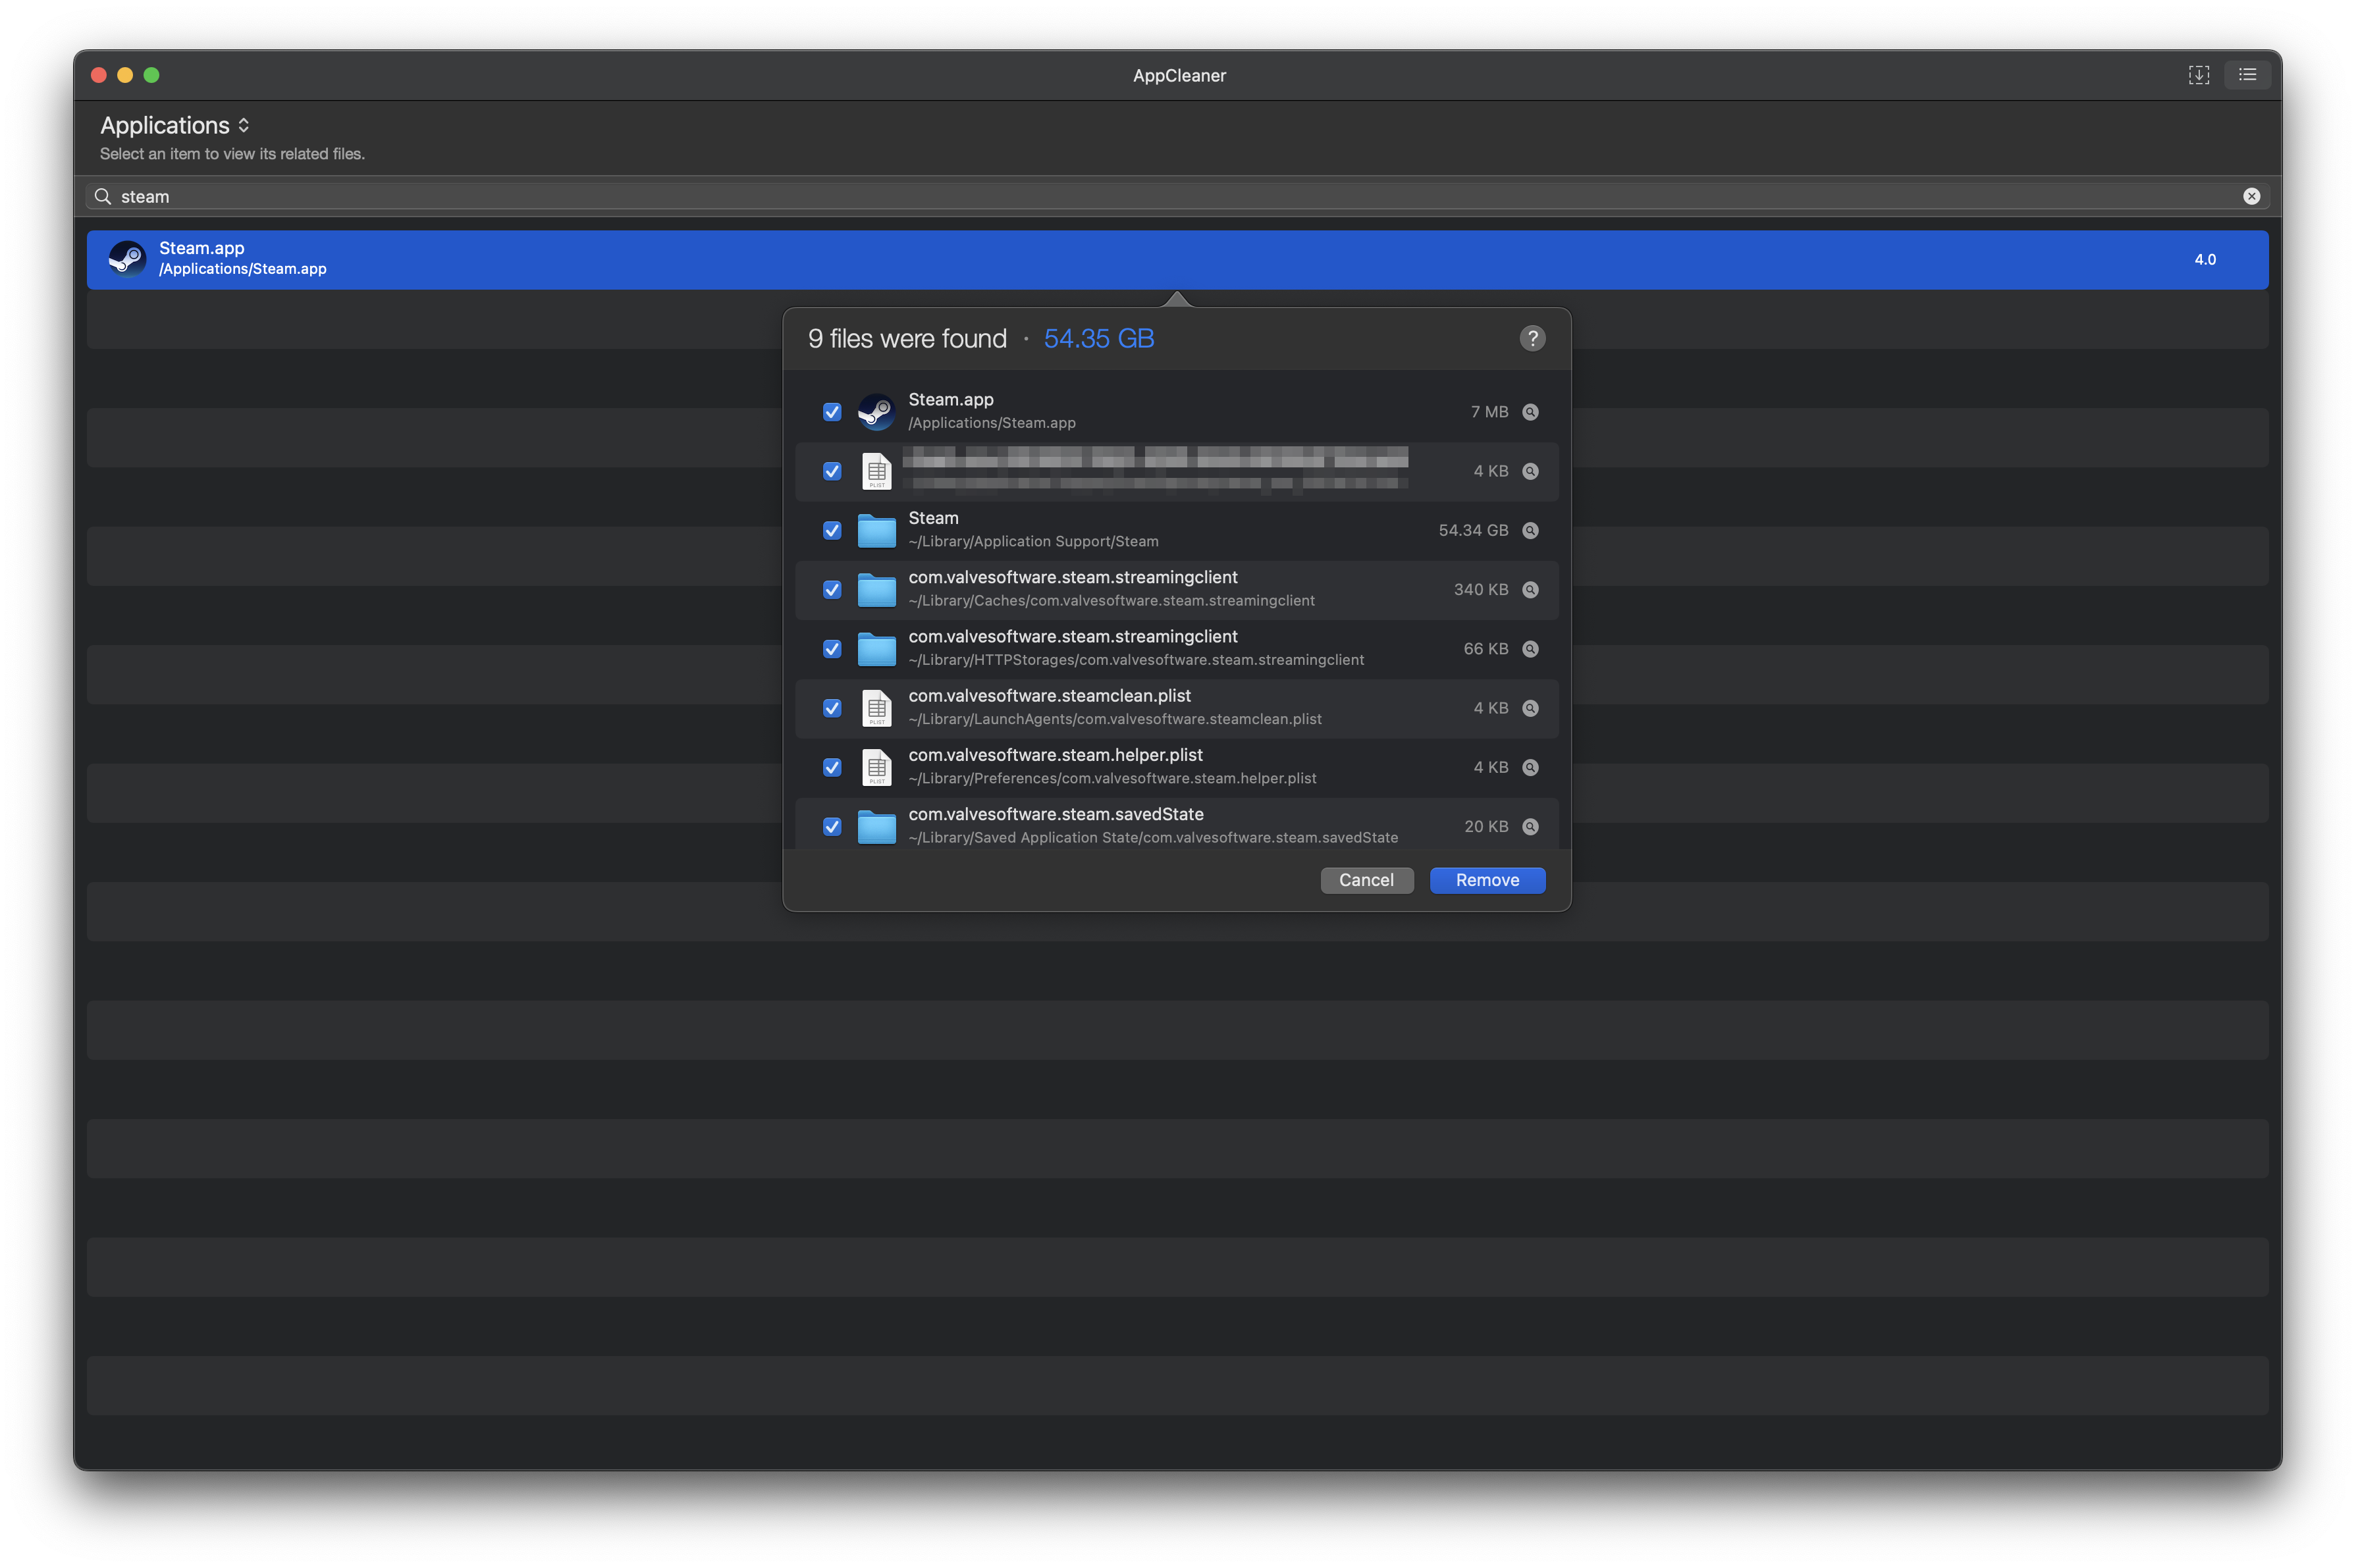 AppCleaner
Applications
Select an item to view its related files.
steam
Steam.app
/Applications/Steam.app
4.0
9 files were found · 54.35 GB
?
Steam.app
/Applications/Steam.app
7 MB
PLIST
4 KB
Steam
~/Library/Application Support/Steam
54.34 GB
com.valvesoftware.steam.streamingclient
~/Library/Caches/com.valvesoftware.steam.streamingclient
340 KB
com.valvesoftware.steam.streamingclient
~/Library/HTTPStorages/com.valvesoftware.steam.streamingclient
66 KB
PLIST
com.valvesoftware.steamclean.plist
~/Library/LaunchAgents/com.valvesoftware.steamclean.plist
4 KB
PLIST
com.valvesoftware.steam.helper.plist
~/Library/Preferences/com.valvesoftware.steam.helper.plist
4 KB
com.valvesoftware.steam.savedState
~/Library/Saved Application State/com.valvesoftware.steam.savedState
20 KB
Cancel
Remove